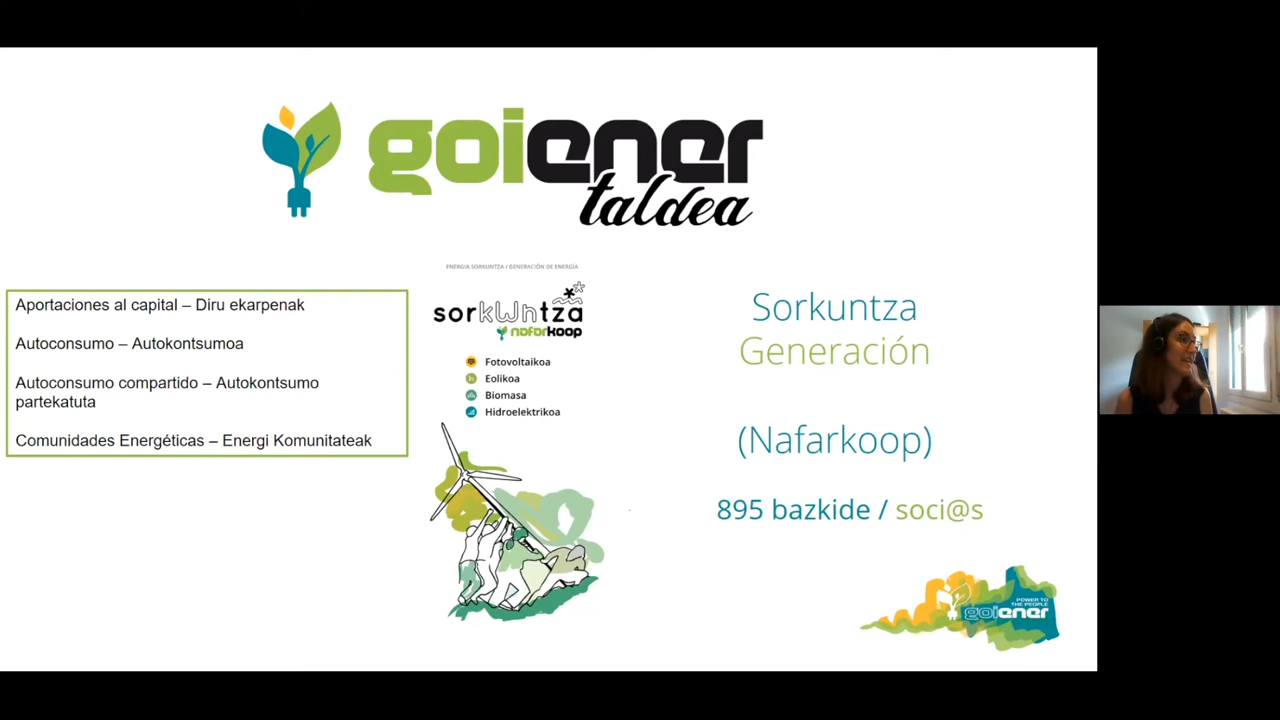 goiener
taldea
ENERGIA SORKUNTZA / GENERACIÓN DE ENERGÍA
sorkWhtza
nafarkoop
Fotovoltaikoa
Eolikoa
Biomasa
Hidroelektrikoa
Aportaciones al capital – Diru ekarpenak
Autoconsumo – Autokontsumoa
Autoconsumo compartido – Autokontsumo
partekatuta
Comunidades Energéticas – Energi Komunitateak
Sorkuntza
Generación
(Nafarkoop)
895 bazkide / soci@s
POWER TO
THE PEOPLE
goiener